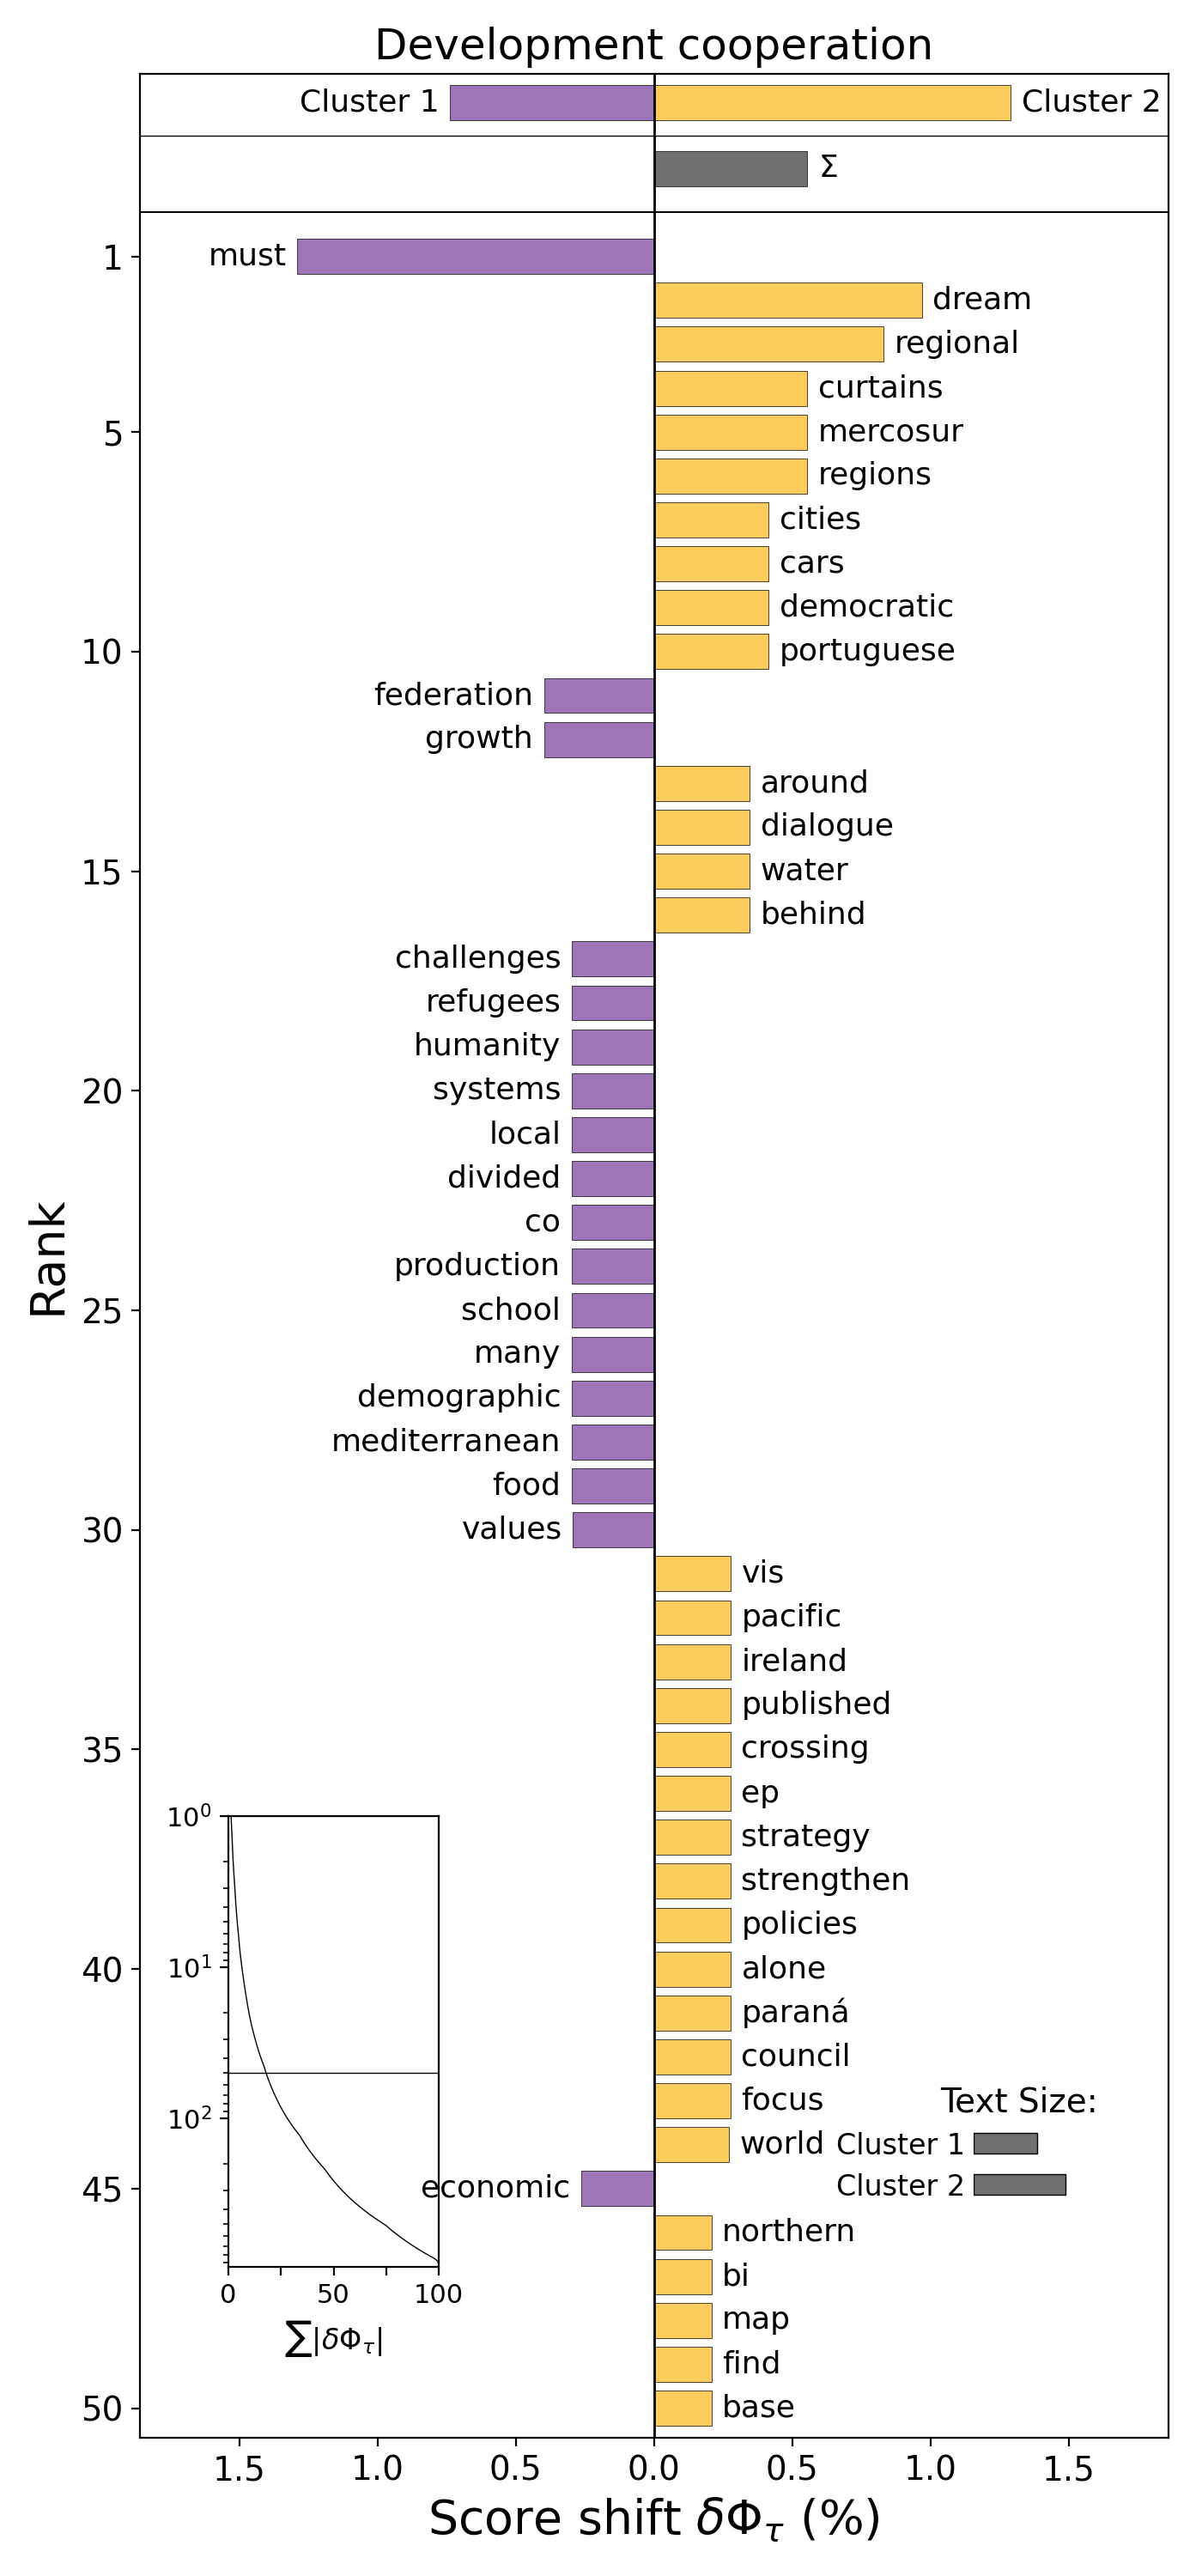 Development cooperation
Cluster 1
Cluster 2
Σ
1 must
dream
regional
curtains
5 mercosur
regions
cities
cars
democratic
10 portuguese
federation
growth
around
dialogue
15 water
behind
challenges
refugees
humanity
20 systems
local
divided
co
production
25 school
many
demographic
mediterranean
food
30 values
vis
pacific
ireland
published
35 crossing
ep
strategy
strengthen
policies
40 alone
paraná
council
focus
world
45 economic
northern
bi
map
find
50 base
Rank
10⁰
10¹
10²
0 50 100
∑|δΦτ|
Text Size:
Cluster 1
Cluster 2
1.5 1.0 0.5 0.0 0.5 1.0 1.5
Score shift δΦτ (%)